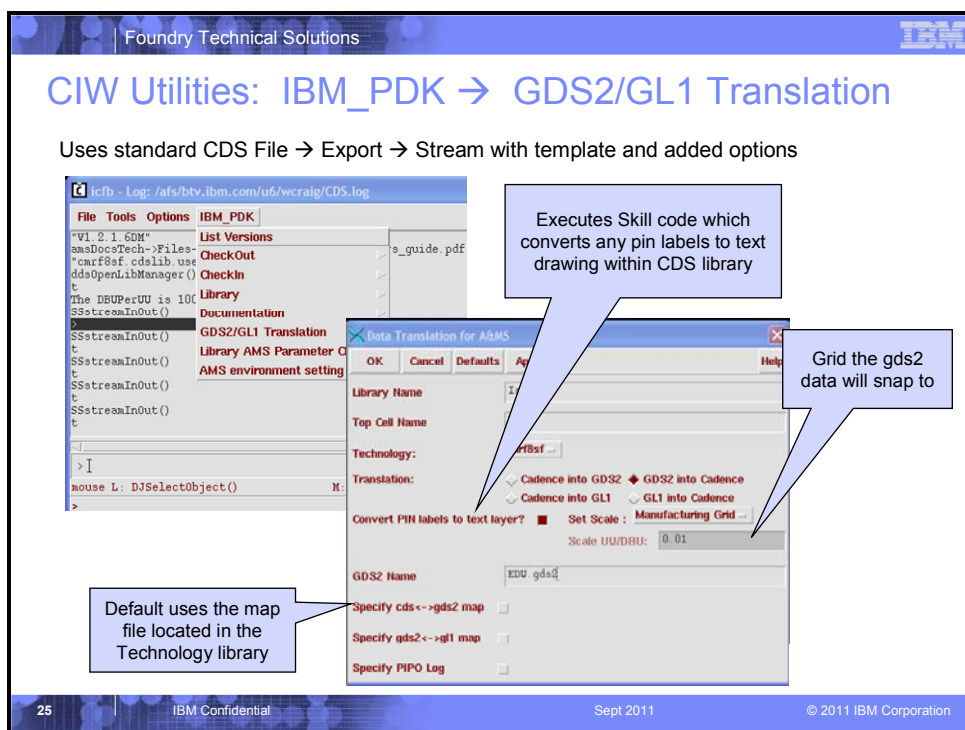 Foundry Technical Solutions
IBM
CIW Utilities: IBM_PDK → GDS2/GL1 Translation
Uses standard CDS File → Export → Stream with template and added options
icfb - Log: /afs/btv.ibm.com/u6/wcraig/CDS.log
File Tools Options IBM_PDK
"V1.2.1.6DM"
amsDocsTech->Files- s_guide.pdf
"cmrf8sf.cdslib.use
ddsOpenLibManager()
t
The DBUPerUU is 100
SSstreamInOut()
>
SSstreamInOut()
t
SSstreamInOut()
t
SSstreamInOut()
t
SSstreamInOut()
t
List Versions
CheckOut
CheckIn
Library
Documentation
GDS2/GL1 Translation
Library AMS Parameter
AMS environment setting
>
mouse L: DJSelectObject() M:
>
Executes Skill code which
converts any pin labels to text
drawing within CDS library
Data Translation for A&MS
OK Cancel Defaults Ap Help
Library Name
Top Cell Name
Technology: rf8sf
Translation: Cadence into GDS2 GDS2 into Cadence
Cadence into GL1 GL1 into Cadence
Convert PIN labels to text layer? Set Scale : Manufacturing Grid
Scale UU/DBU: 0.01
GDS2 Name EDU.gds2
Specify cds<->gds2 map
Specify gds2<->gl1 map
Specify PIPO Log
Grid the gds2
data will snap to
Default uses the map
file located in the
Technology library
25 IBM Confidential Sept 2011 © 2011 IBM Corporation